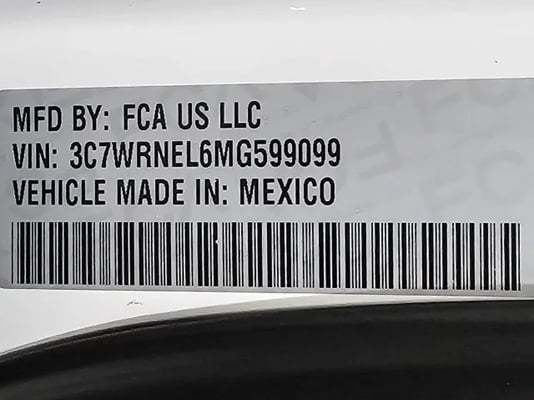 MFD BY: FCA US LLC
VIN: 3C7WRNEL6MG599099
VEHICLE MADE IN: MEXICO